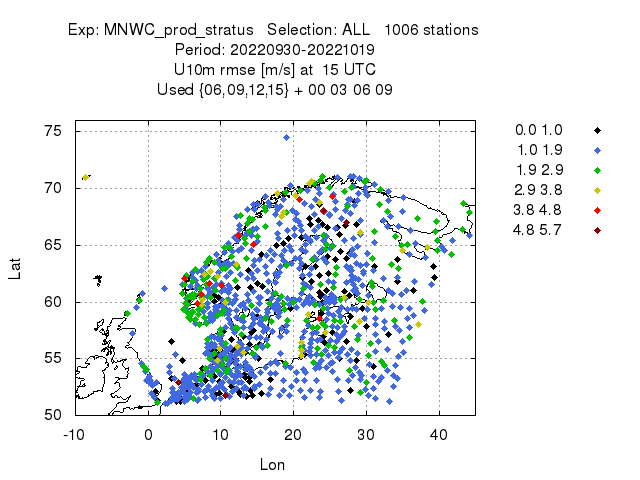 Exp: MNWC_prod_stratus   Selection: ALL   1006 stations
Period: 20220930-20221019
U10m rmse [m/s] at  15 UTC
Used {06,09,12,15} + 00 03 06 09
75
70
65
60
55
50
-10 0 10 20 30 40
Lat
Lon
0.0 1.0
1.0 1.9
1.9 2.9
2.9 3.8
3.8 4.8
4.8 5.7